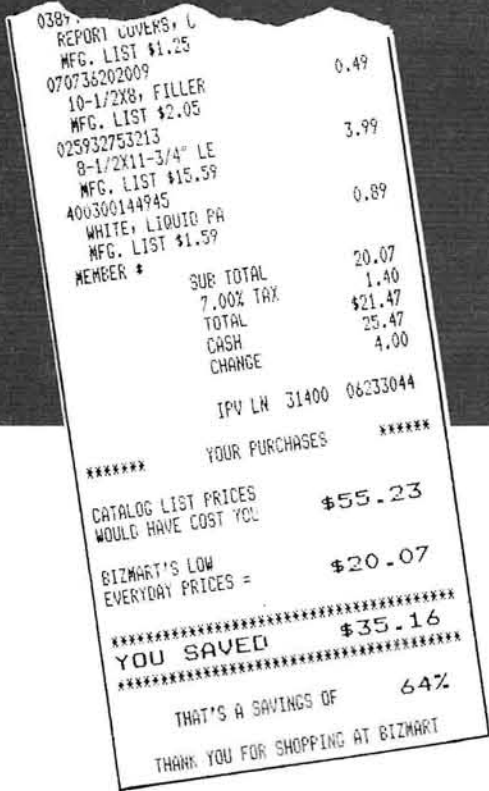 REPORT COVERS,
MFG. LIST $1.25
070736202009
10-1/2X8, FILLER 0.49
MFG. LIST $2.05
025932753213
8-1/2X11-3/4" LE 3.99
MFG. LIST $15.59
400300144945
WHITE, LIQUID PA 0.89
MFG. LIST $1.59
MEMBER #
SUB TOTAL 20.07
7.00% TAX 1.40
TOTAL $21.47
CASH 25.47
CHANGE 4.00
IPV LN 31400 06233044
******* YOUR PURCHASES ******
CATALOG LIST PRICES
WOULD HAVE COST YOU $55.23
BIZMART'S LOW
EVERYDAY PRICES = $20.07
****************************************
YOU SAVED $35.16
****************************************
THAT'S A SAVINGS OF 64%
THANK YOU FOR SHOPPING AT BIZMART